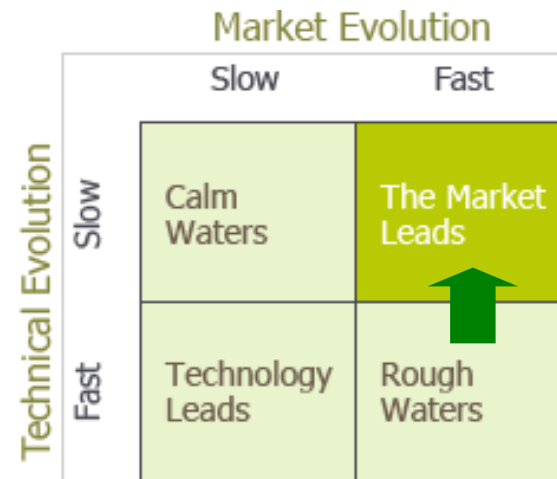 Market Evolution
Slow
Fast
Technical Evolution
Slow
Calm
Waters
The Market
Leads
Fast
Technology
Leads
Rough
Waters